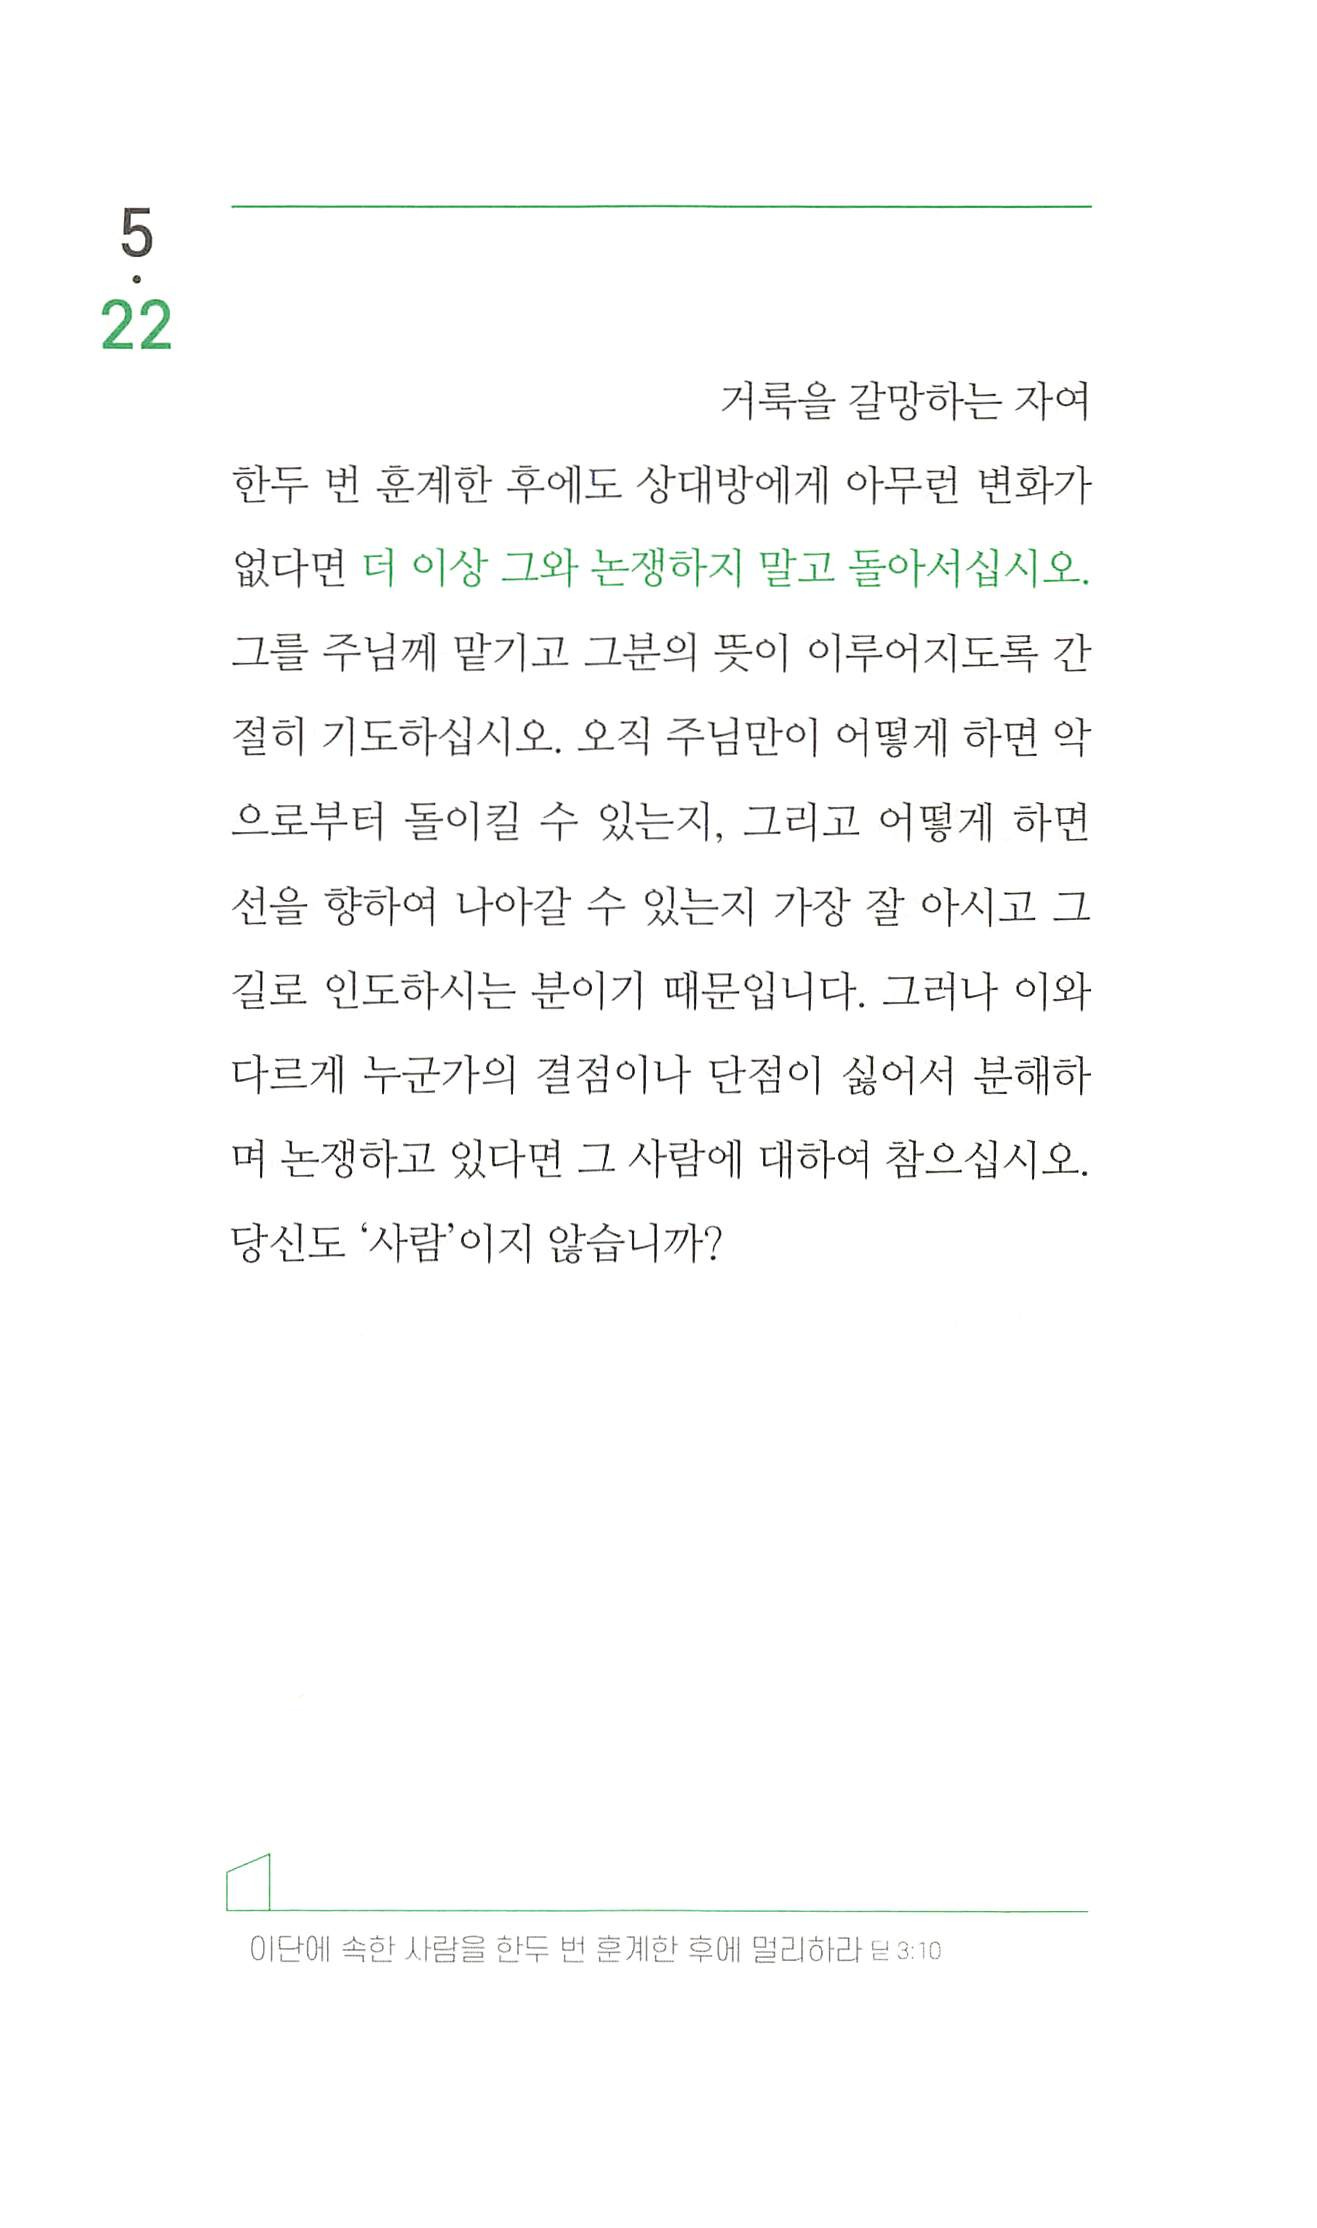 5
·
22
거룩을 갈망하는 자여
한두 번 훈계한 후에도 상대방에게 아무런 변화가
없다면 더 이상 그와 논쟁하지 말고 돌아서십시오.
그를 주님께 맡기고 그분의 뜻이 이루어지도록 간
절히 기도하십시오. 오직 주님만이 어떻게 하면 악
으로부터 돌이킬 수 있는지, 그리고 어떻게 하면
선을 향하여 나아갈 수 있는지 가장 잘 아시고 그
길로 인도하시는 분이기 때문입니다. 그러나 이와
다르게 누군가의 결점이나 단점이 싫어서 분해하
며 논쟁하고 있다면 그 사람에 대하여 참으십시오.
당신도 ‘사람’이지 않습니까?
이단에 속한 사람을 한두 번 훈계한 후에 멀리하라 딛 3:10